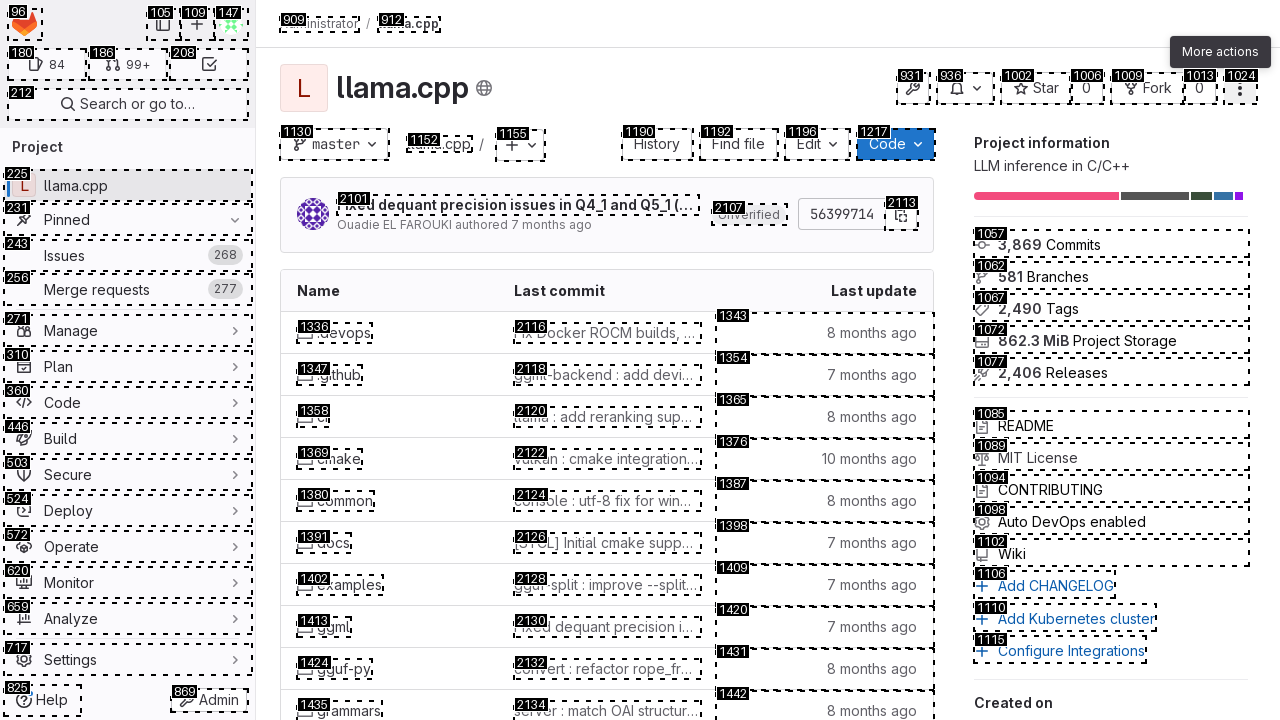 96
105
109
147
180
84
186
99+
208
212
Search or go to…
Project
225
L
llama.cpp
231
Pinned
243
Issues
268
256
Merge requests
277
271
Manage
310
Plan
360
Code
446
Build
503
Secure
524
Deploy
572
Operate
620
Monitor
659
Analyze
717
Settings
825
Help
869
Admin
909
Administrator
/
912
llama.cpp
More actions
L
llama.cpp
931
936
1002
Star
1006
0
1009
Fork
1013
0
1024
1130
master
1152
llama.cpp
/
1155
1190
History
1192
Find file
1196
Edit
1217
Code
2101
Fixed dequant precision issues in Q4_1 and Q5_1 (…
Ouadie EL FAROUKI authored 7 months ago
2107
Unverified
56399714
2113
Name
Last commit
Last update
1336
.devops
2116
Fix Docker ROCM builds, …
1343
8 months ago
1347
.github
2118
ggml-backend : add devi…
1354
7 months ago
1358
ci
2120
llama : add reranking sup…
1365
8 months ago
1369
cmake
2122
vulkan : cmake integration…
1376
10 months ago
1380
common
2124
console : utf-8 fix for win…
1387
8 months ago
1391
docs
2126
[SYCL] Initial cmake supp…
1398
7 months ago
1402
examples
2128
gguf-split : improve --split…
1409
7 months ago
1413
ggml
2130
Fixed dequant precision i…
1420
7 months ago
1424
gguf-py
2132
convert : refactor rope_fr…
1431
8 months ago
1435
grammars
2134
server : match OAI structur…
1442
8 months ago
Project information
LLM inference in C/C++
1057
3,869 Commits
1062
581 Branches
1067
2,490 Tags
1072
862.3 MiB Project Storage
1077
2,406 Releases
1085
README
1089
MIT License
1094
CONTRIBUTING
1098
Auto DevOps enabled
1102
Wiki
1106
Add CHANGELOG
1110
Add Kubernetes cluster
1115
Configure Integrations
Created on